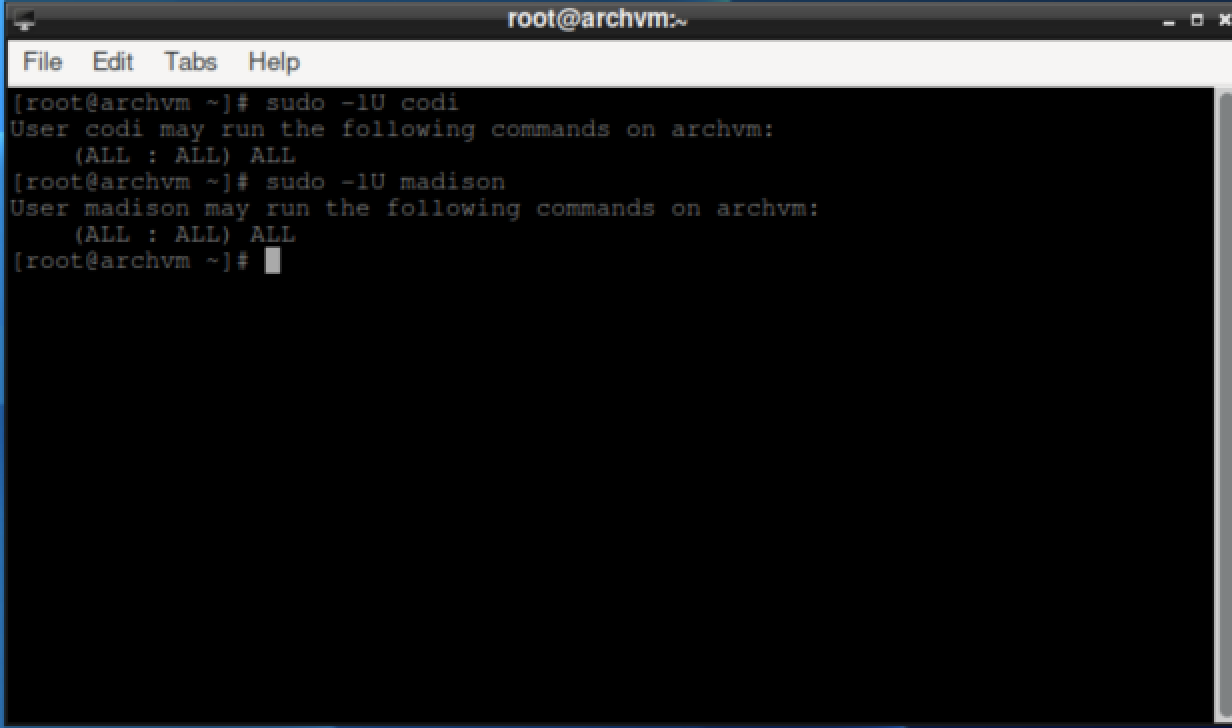 root@archvm:~
File Edit Tabs Help
[root@archvm ~]# sudo -lU codi
User codi may run the following commands on archvm:
    (ALL : ALL) ALL
[root@archvm ~]# sudo -lU madison
User madison may run the following commands on archvm:
    (ALL : ALL) ALL
[root@archvm ~]#